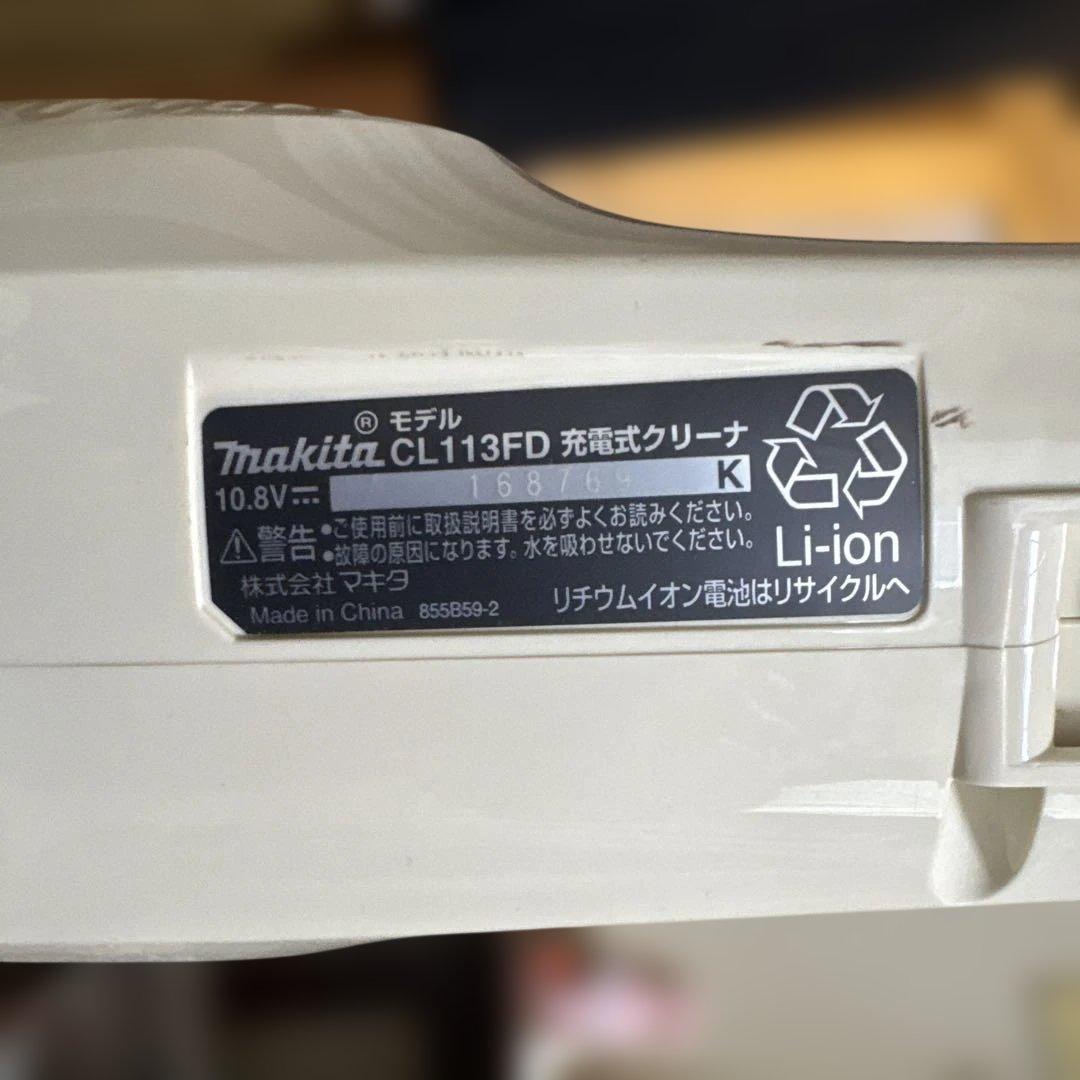 makita® モデル CL113FD 充電式クリーナ
10.8V 168769 K
⚠警告 ●ご使用前に取扱説明書を必ずよくお読みください。
●故障の原因になります。水を吸わせないでください。
株式会社 マキタ
Made in China 855B59-2
Li-ion
リチウムイオン電池はリサイクルへ